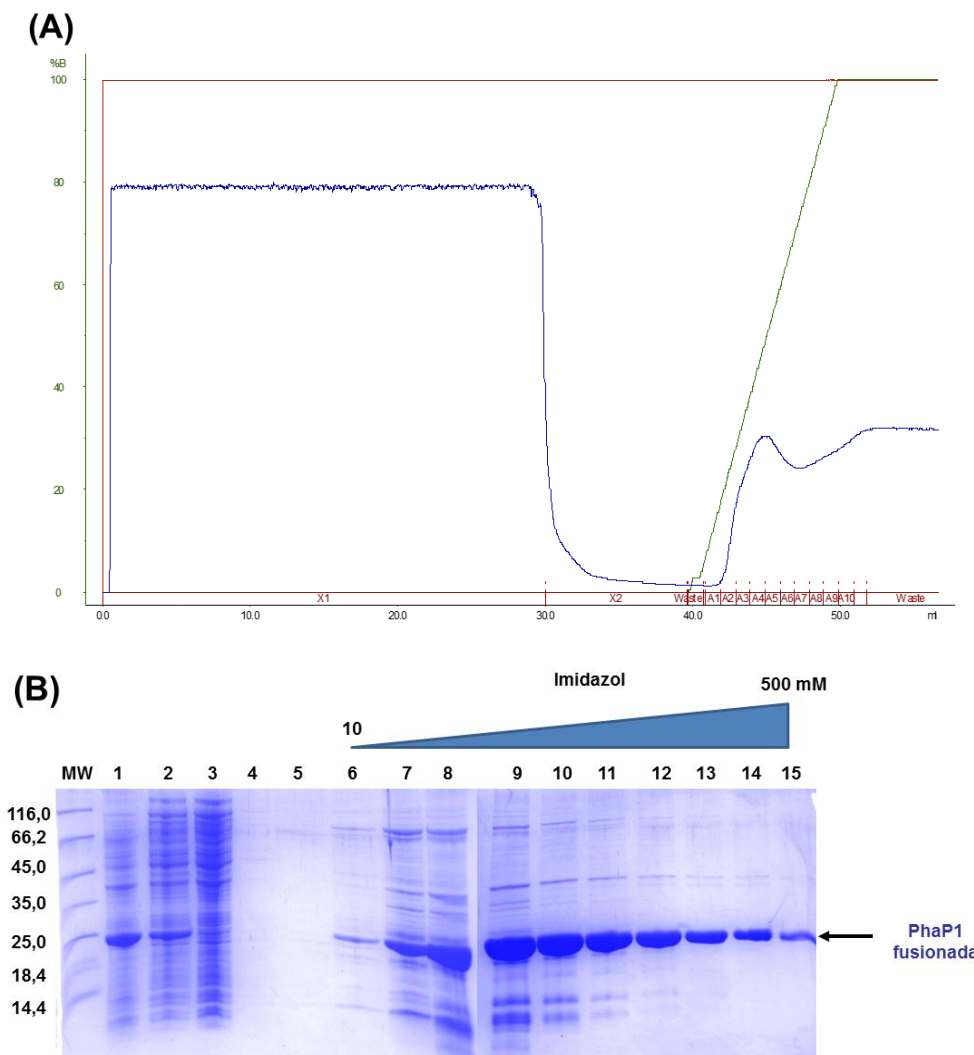 (A)
%B
100
80
60
40
20
0
X1 X2 Waste A1 A2 A3 A4 A5 A6 A7 A8 A9 A10 Waste
0.0 10.0 20.0 30.0 40.0 50.0 ml
(B)
Imidazol
10 500 mM
MW 1 2 3 4 5 6 7 8 9 10 11 12 13 14 15
116,0
66,2
45,0
35,0
25,0
18,4
14,4
PhaP1
fusionada